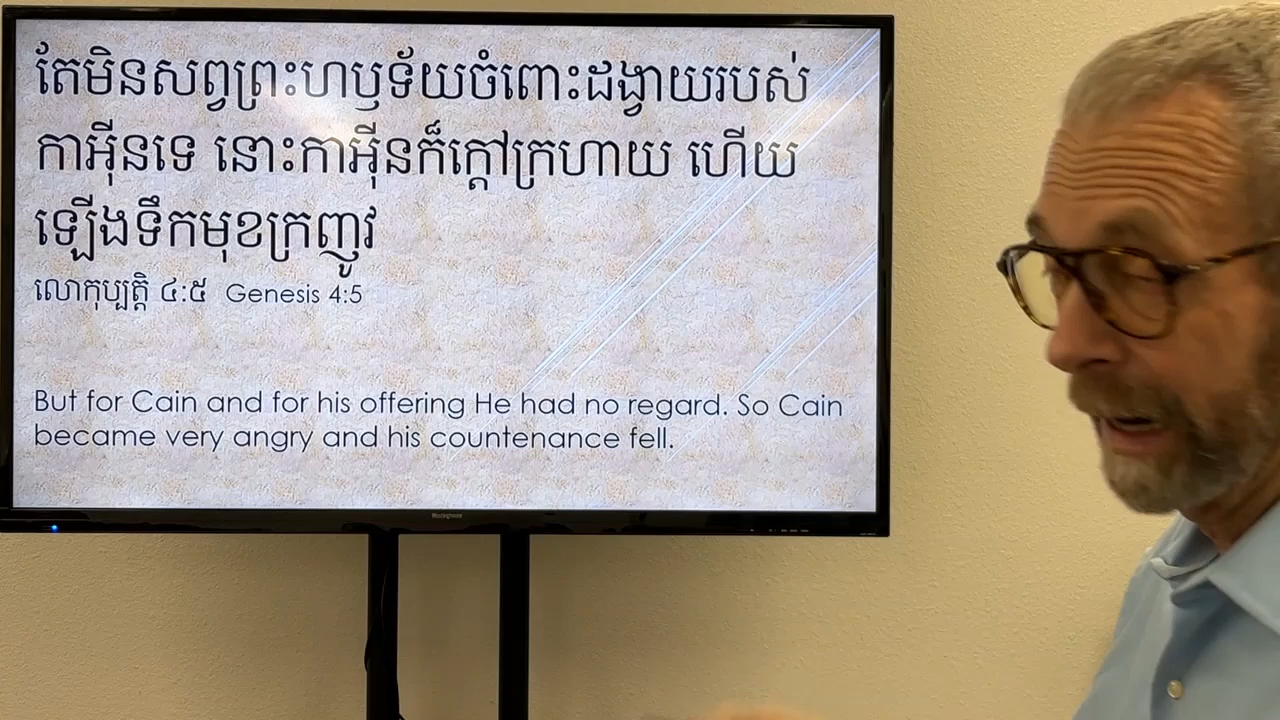 តែមិនសព្វព្រះហឫទ័យចំពោះដង្វាយរបស់
កាអ៊ីនទេ នោះកាអ៊ីនក៏ក្ដៅក្រហាយ ហើយ
ឡើងទឹកមុខក្រញូវ
លោកុប្បត្តិ ៤:៥ Genesis 4:5
But for Cain and for his offering He had no regard. So Cain
became very angry and his countenance fell.
Westinghouse